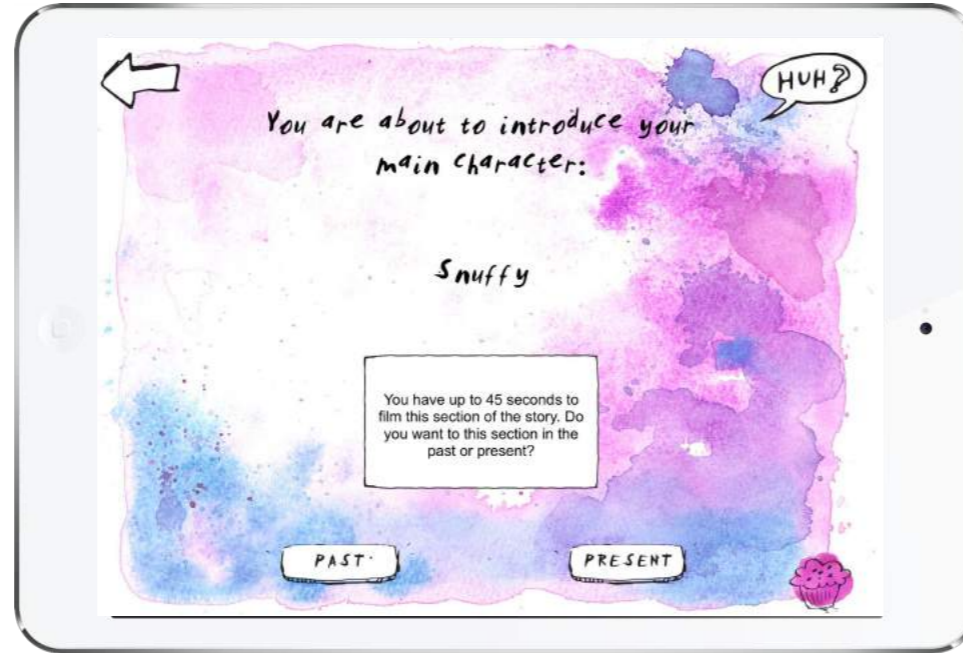 HUH?
You are about to introduce your
main character:
Snuffy
You have up to 45 seconds to
film this section of the story. Do
you want to this section in the
past or present?
PAST
PRESENT